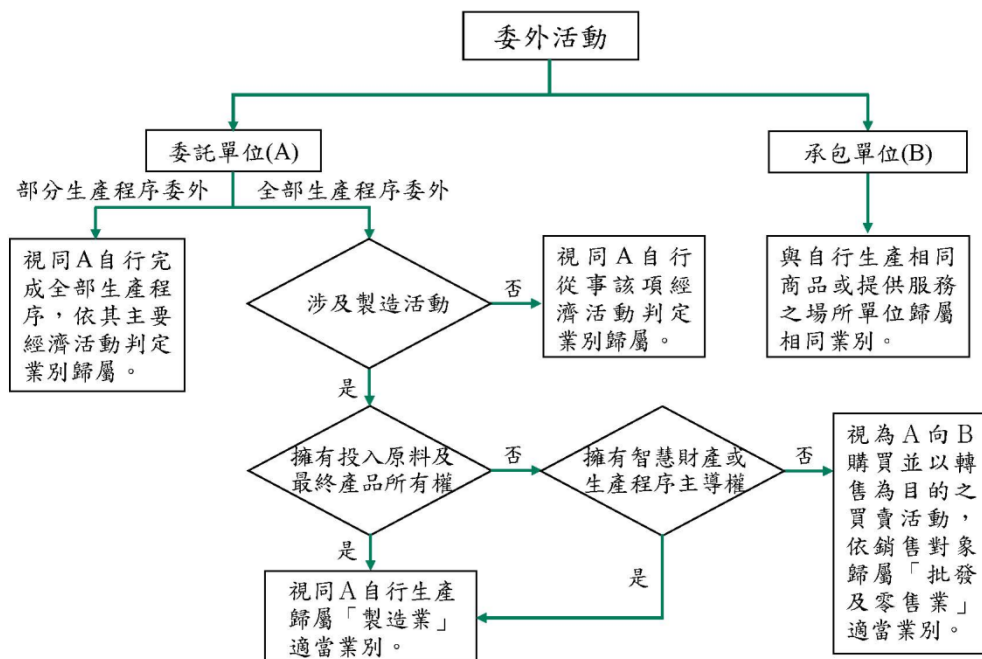 委外活動
委託單位(A)
承包單位(B)
部分生產程序委外
全部生產程序委外
視同A自行完
成全部生產程
序，依其主要
經濟活動判定
業別歸屬。
涉及製造活動
否
視同A自行
從事該項經
濟活動判定
業別歸屬。
與自行生產相同
商品或提供服務
之場所單位歸屬
相同業別。
是
擁有投入原料及
最終產品所有權
否
擁有智慧財產或
生產程序主導權
否
視為A向B
購買並以轉
售為目的之
買賣活動，
依銷售對象
歸屬「批發
及零售業」
適當業別。
是
是
視同A自行生產
歸屬「製造業」
適當業別。